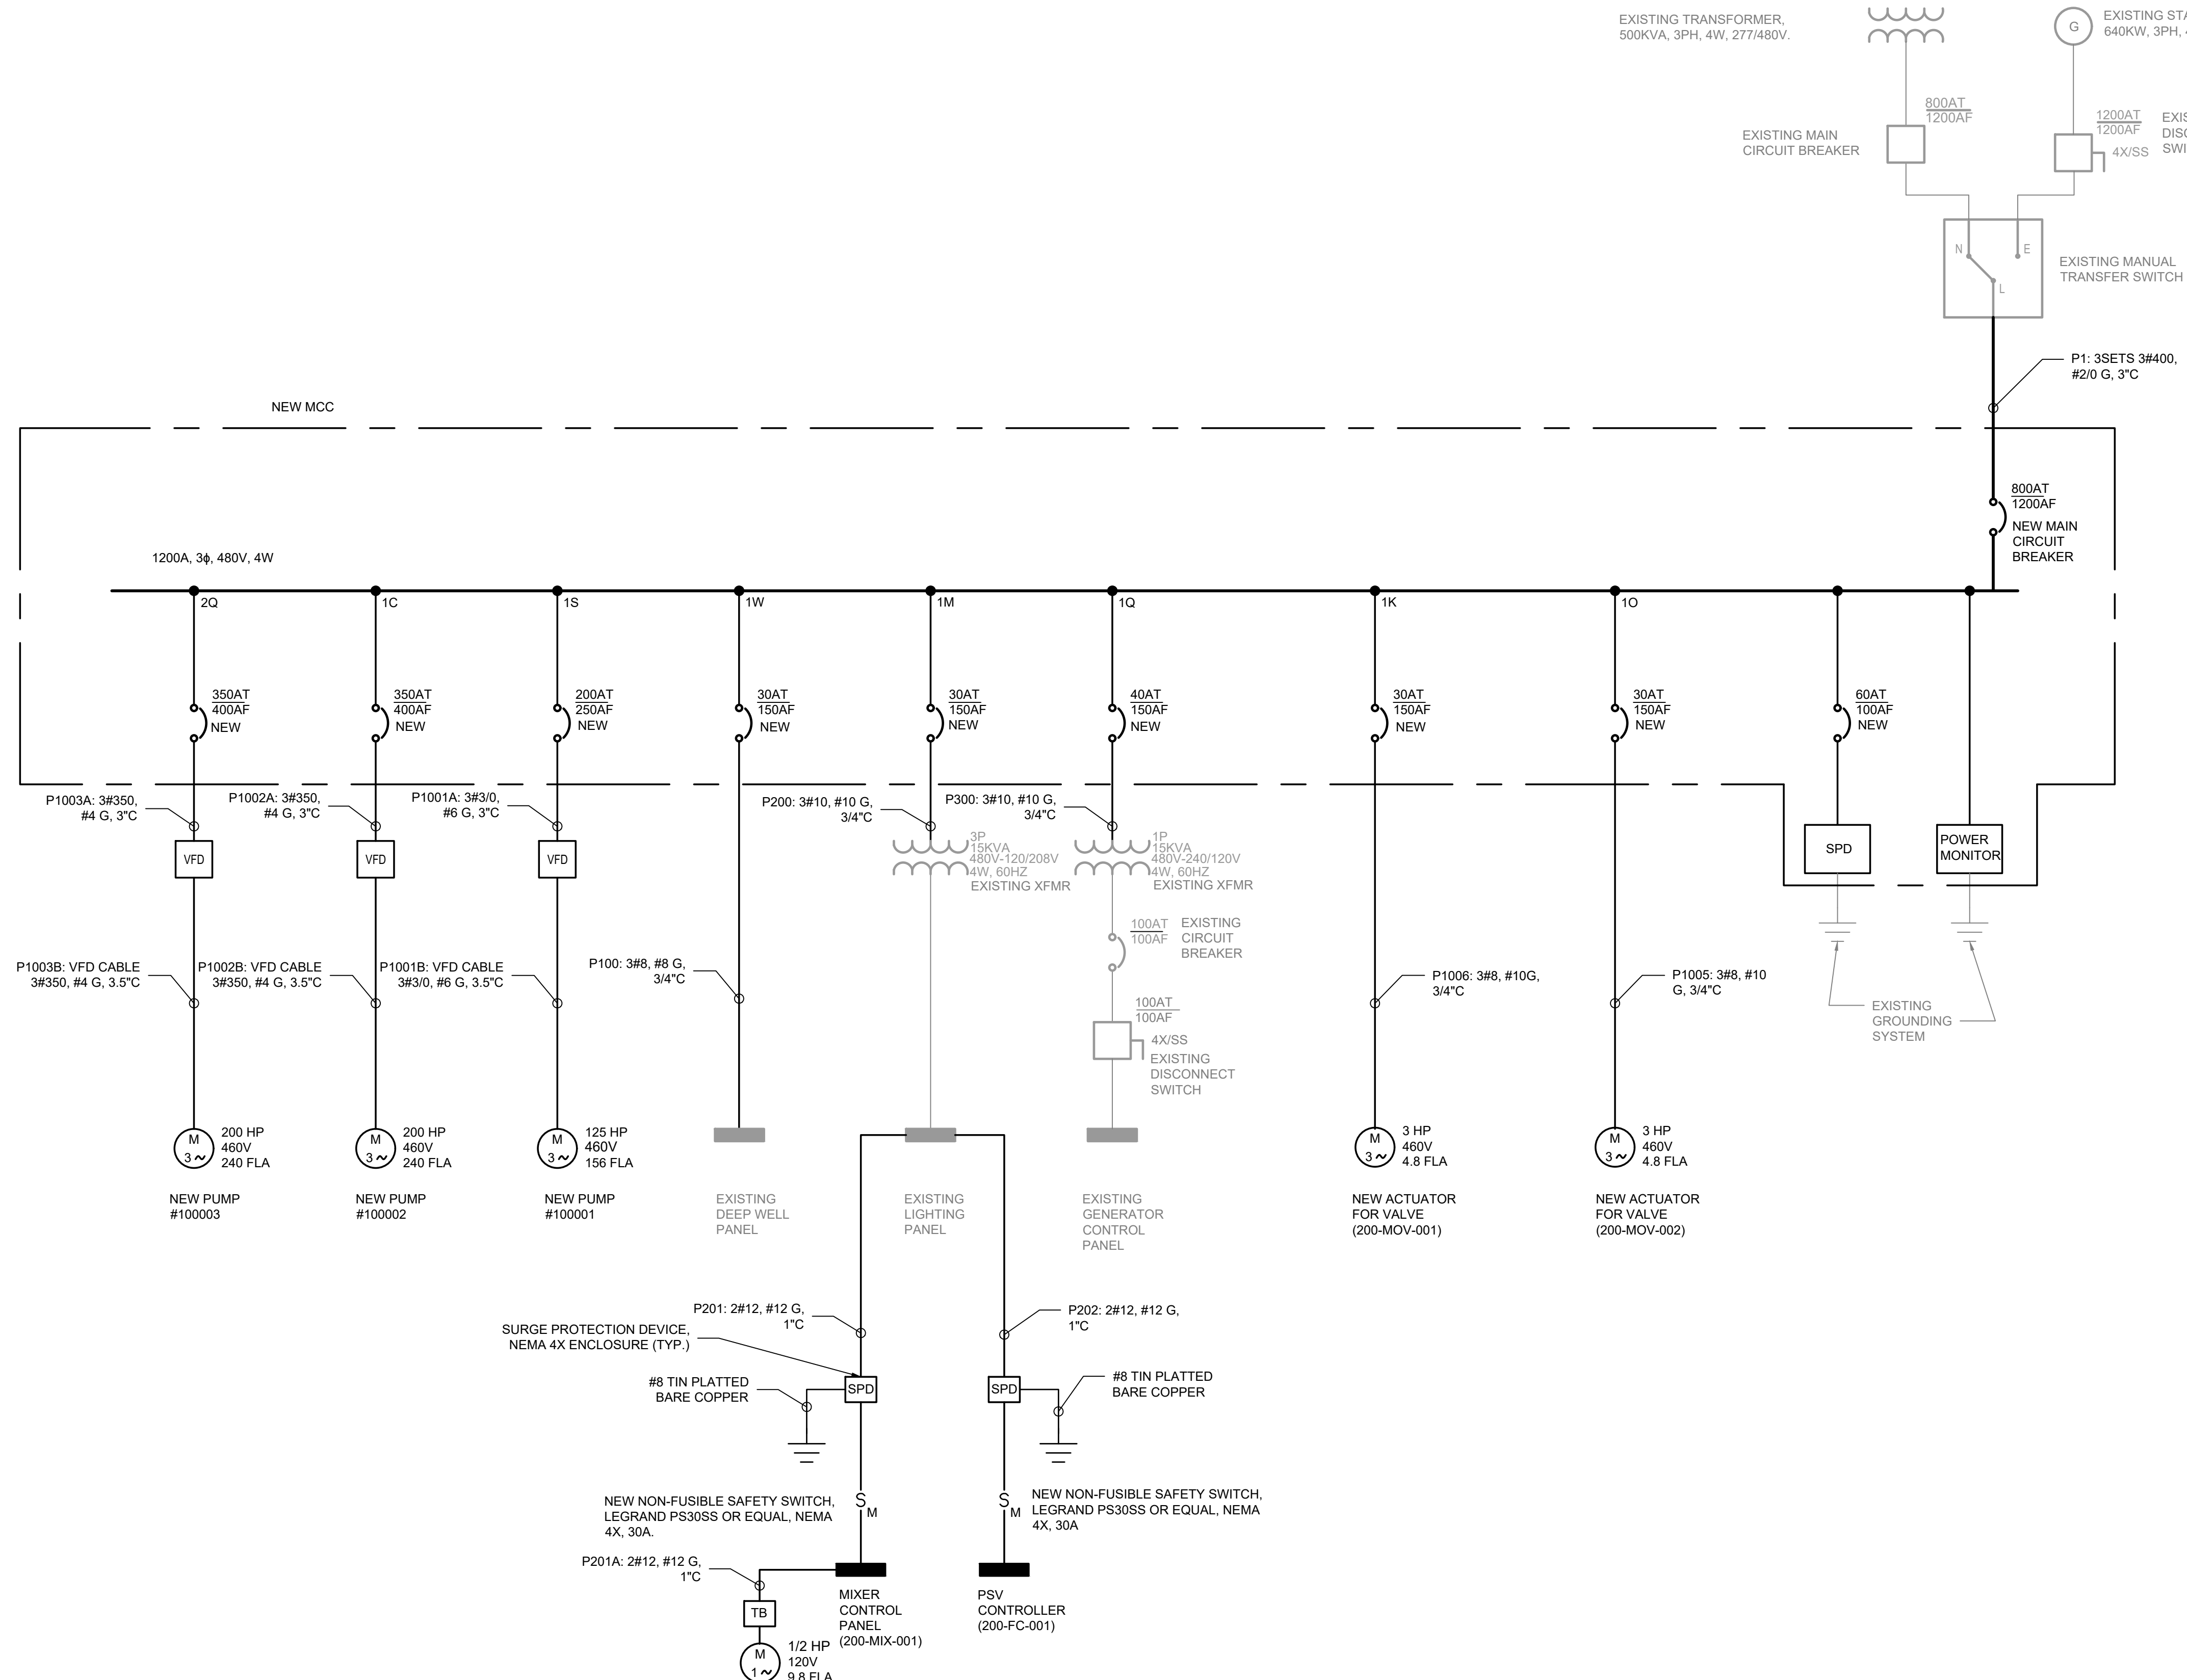 EXISTING TRANSFORMER,
500KVA, 3PH, 4W, 277/480V.
G
EXISTING
640KW, 3PH,
800AT
1200AF
EXISTING MAIN
CIRCUIT BREAKER
1200AT
1200AF
4X/SS
N
E
L
EXISTING MANUAL
TRANSFER SWITCH
P1: 3SETS 3#400,
#2/0 G, 3"C
NEW MCC
800AT
1200AF
NEW MAIN
CIRCUIT
BREAKER
1200A, 3ϕ, 480V, 4W
2Q
1C
1S
1W
1M
1Q
1K
1O
350AT
400AF
NEW
350AT
400AF
NEW
200AT
250AF
NEW
30AT
150AF
NEW
30AT
150AF
NEW
40AT
150AF
NEW
30AT
150AF
NEW
30AT
150AF
NEW
60AT
100AF
NEW
P1003A: 3#350,
#4 G, 3"C
P1002A: 3#350,
#4 G, 3"C
P1001A: 3#3/0,
#6 G, 3"C
P200: 3#10, #10 G,
3/4"C
P300: 3#10, #10 G,
3/4"C
VFD
VFD
VFD
3P
15KVA
480V-120/208V
4W, 60HZ
EXISTING XFMR
1P
15KVA
480V-240/120V
4W, 60HZ
EXISTING XFMR
SPD
POWER
MONITOR
100AT
100AF
EXISTING
CIRCUIT
BREAKER
P1003B: VFD CABLE
3#350, #4 G, 3.5"C
P1002B: VFD CABLE
3#350, #4 G, 3.5"C
P1001B: VFD CABLE
3#3/0, #6 G, 3.5"C
P100: 3#8, #8 G,
3/4"C
P1006: 3#8, #10G,
3/4"C
P1005: 3#8, #10
G, 3/4"C
100AT
100AF
4X/SS
EXISTING
DISCONNECT
SWITCH
EXISTING
GROUNDING
SYSTEM
M
3
200 HP
460V
240 FLA
M
3
200 HP
460V
240 FLA
M
3
125 HP
460V
156 FLA
M
3
3 HP
460V
4.8 FLA
M
3
3 HP
460V
4.8 FLA
NEW PUMP
#100003
NEW PUMP
#100002
NEW PUMP
#100001
EXISTING
DEEP WELL
PANEL
EXISTING
LIGHTING
PANEL
EXISTING
GENERATOR
CONTROL
PANEL
NEW ACTUATOR
FOR VALVE
(200-MOV-001)
NEW ACTUATOR
FOR VALVE
(200-MOV-002)
P201: 2#12, #12 G,
1"C
P202: 2#12, #12 G,
1"C
SURGE PROTECTION DEVICE,
NEMA 4X ENCLOSURE (TYP.)
#8 TIN PLATTED
BARE COPPER
SPD
SPD
#8 TIN PLATTED
BARE COPPER
NEW NON-FUSIBLE SAFETY SWITCH,
LEGRAND PS30SS OR EQUAL, NEMA
4X, 30A.
S
M
S
M
NEW NON-FUSIBLE SAFETY SWITCH,
LEGRAND PS30SS OR EQUAL, NEMA
4X, 30A
P201A: 2#12, #12 G,
1"C
TB
MIXER
CONTROL
PANEL
(200-MIX-001)
PSV
CONTROLLER
(200-FC-001)
M
1
1/2 HP
120V
9.8 FLA